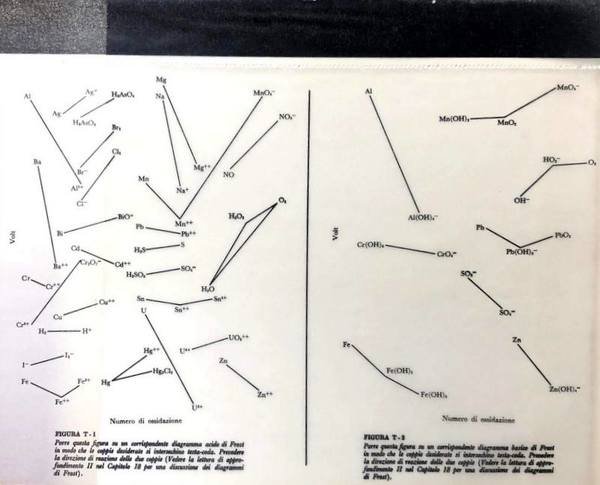 Al
Ag
Ag⁺
H₃AsO₄
H₃AsO₃
Br₂
Cl₂
Ba
Br⁻
Al³⁺
Cl⁻
Bi
BiO⁺
Ba⁺⁺
Cd
Cd⁺⁺
Cr₂O₇⁼
Cr
Cr⁺⁺
Cr³⁺
Cu
Cu⁺⁺
H₂
H⁺
I⁻
I₃⁻
Fe
Fe³⁺
Fe⁺⁺
Mg
Na
MnO₄⁻
NO₃⁻
NO
Mg⁺⁺
Na⁺
Mn
Mn⁺⁺
Pb
Pb⁺⁺
H₂S
S
H₂SO₃
SO₄⁼
H₂O₂
O₂
H₂O
Sn
Sn⁺⁺
Sn⁴⁺
U
U⁴⁺
UO₂⁺⁺
Hg
Hg⁺⁺
Hg₂Cl₂
Zn
Zn⁺⁺
U³⁺
Volt
Numero di ossidazione
FIGURA T-1
Porre questa figura su un corrispondente diagramma acido di Frost
in modo che le coppie desiderate si intersechino testa-coda. Procedere
la direzione di reazione delle due coppie (Vedere la lettura di appro-
fondimento II nel Capitolo 18 per una discussione dei diagrammi
di Frost).
Al
Al(OH)₄⁻
Mn(OH)₂
MnO₂
MnO₄⁻
HO₂⁻
O₂
OH⁻
Cr(OH)₃
CrO₄⁼
Pb
Pb(OH)₃⁻
PbO₂
SO₃⁼
SO₄⁼
Fe
Fe(OH)₂
Fe(OH)₃
Zn
Zn(OH)₄⁼
Volt
Numero di ossidazione
FIGURA T-2
Porre questa figura su un corrispondente diagramma basico di Frost
in modo che le coppie desiderate si intersechino testa-coda. Procedere
la direzione di reazione delle due coppie (Vedere la lettura di appro-
fondimento II nel Capitolo 18 per una discussione dei diagrammi
di Frost).